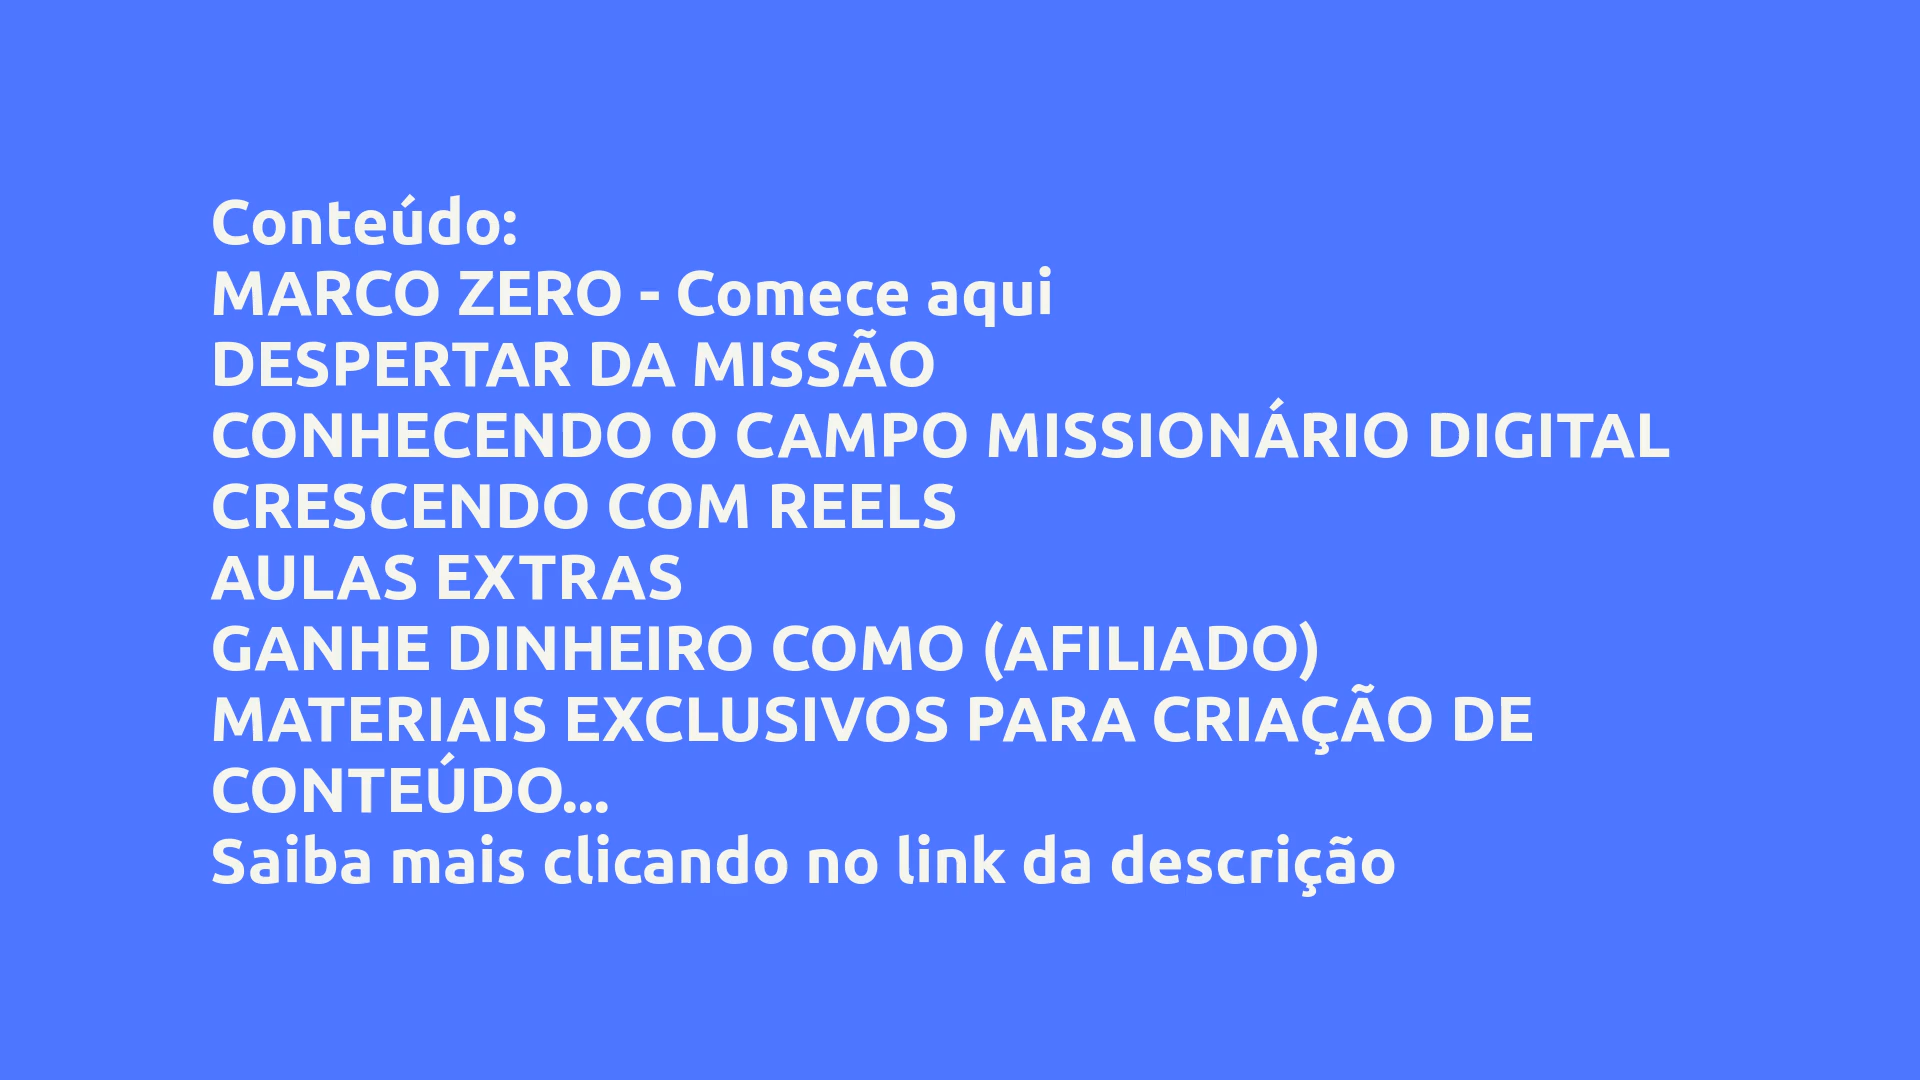 Conteúdo:
MARCO ZERO - Comece aqui
DESPERTAR DA MISSÃO
CONHECENDO O CAMPO MISSIONÁRIO DIGITAL
CRESCENDO COM REELS
AULAS EXTRAS
GANHE DINHEIRO COMO (AFILIADO)
MATERIAIS EXCLUSIVOS PARA CRIAÇÃO DE
CONTEÚDO...
Saiba mais clicando no link da descrição